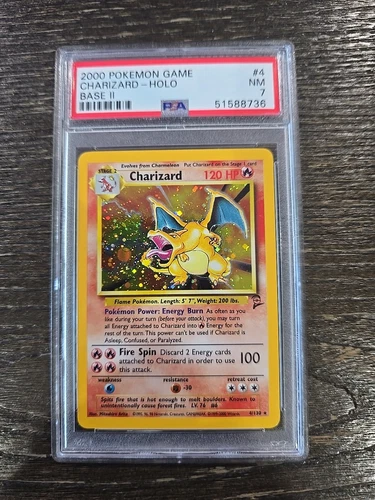 2000 POKEMON GAME #4
CHARIZARD - HOLO NM
BASE II 7
PSA 51588736
Evolves from Charmeleon Put Charizard on the Stage 1 card
STAGE 2
Charizard 120 HP
Flame Pokémon. Length: 5' 7", Weight: 200 lbs.
Pokémon Power: Energy Burn As often as you
like during your turn (before your attack), you may turn
all Energy attached to Charizard into Energy for the
rest of the turn. This power can't be used if Charizard is
Asleep, Confused, or Paralyzed.
Fire Spin Discard 2 Energy cards
attached to Charizard in order to use
this attack. 100
weakness resistance retreat cost
-30
Spits fire that is hot enough to melt boulders. Known to
unintentionally cause forest fires. LV. 76 #6
Illus. Mitsuhiro Arita 4/130 ★